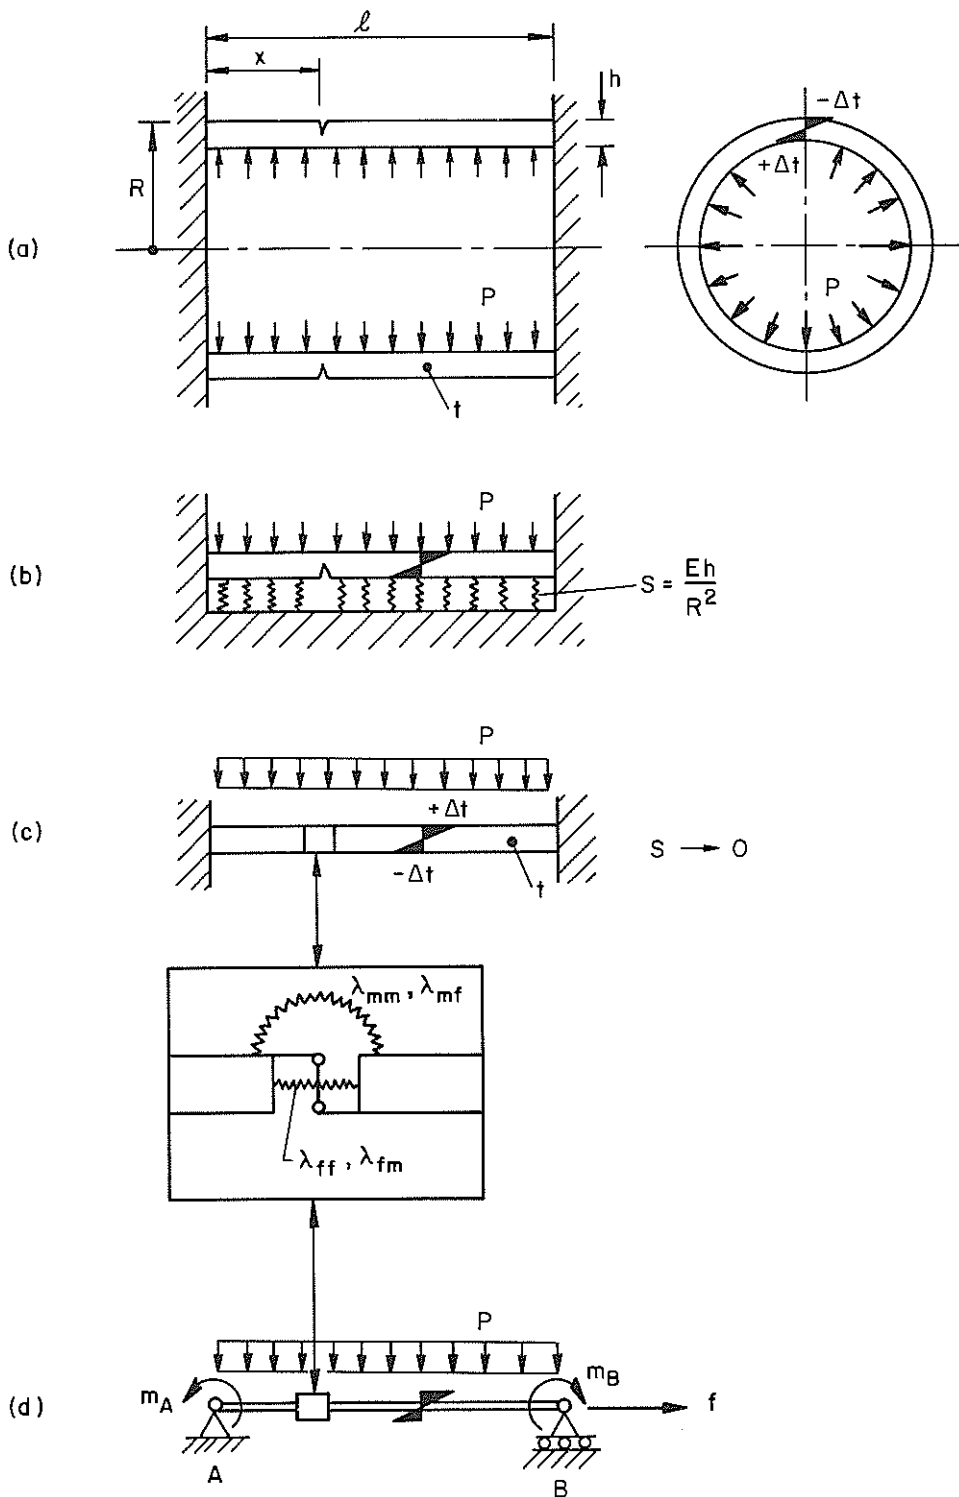 ℓ
x
h
R
P
t
(a)
−Δt
+Δt
P
(b)
P
S = Eh/R²
(c)
P
+Δt
−Δt
t
S → O
λmm , λmf
λff , λfm
(d)
P
mA
mB
f
A
B